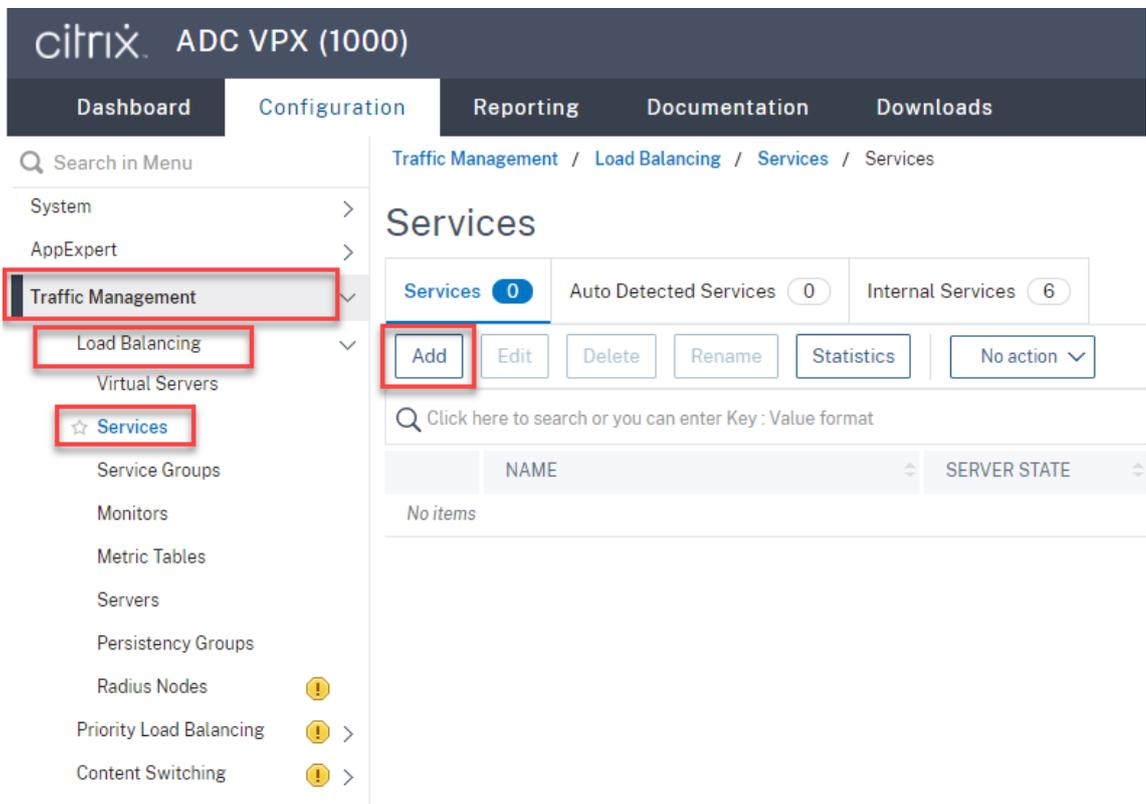 citrix. ADC VPX (1000)
Dashboard Configuration Reporting Documentation Downloads
Search in Menu
System
AppExpert
Traffic Management
Load Balancing
Virtual Servers
Services
Service Groups
Monitors
Metric Tables
Servers
Persistency Groups
Radius Nodes
Priority Load Balancing
Content Switching
Traffic Management / Load Balancing / Services / Services
Services
Services 0 Auto Detected Services 0 Internal Services 6
Add Edit Delete Rename Statistics No action
Click here to search or you can enter Key : Value format
NAME SERVER STATE
No items